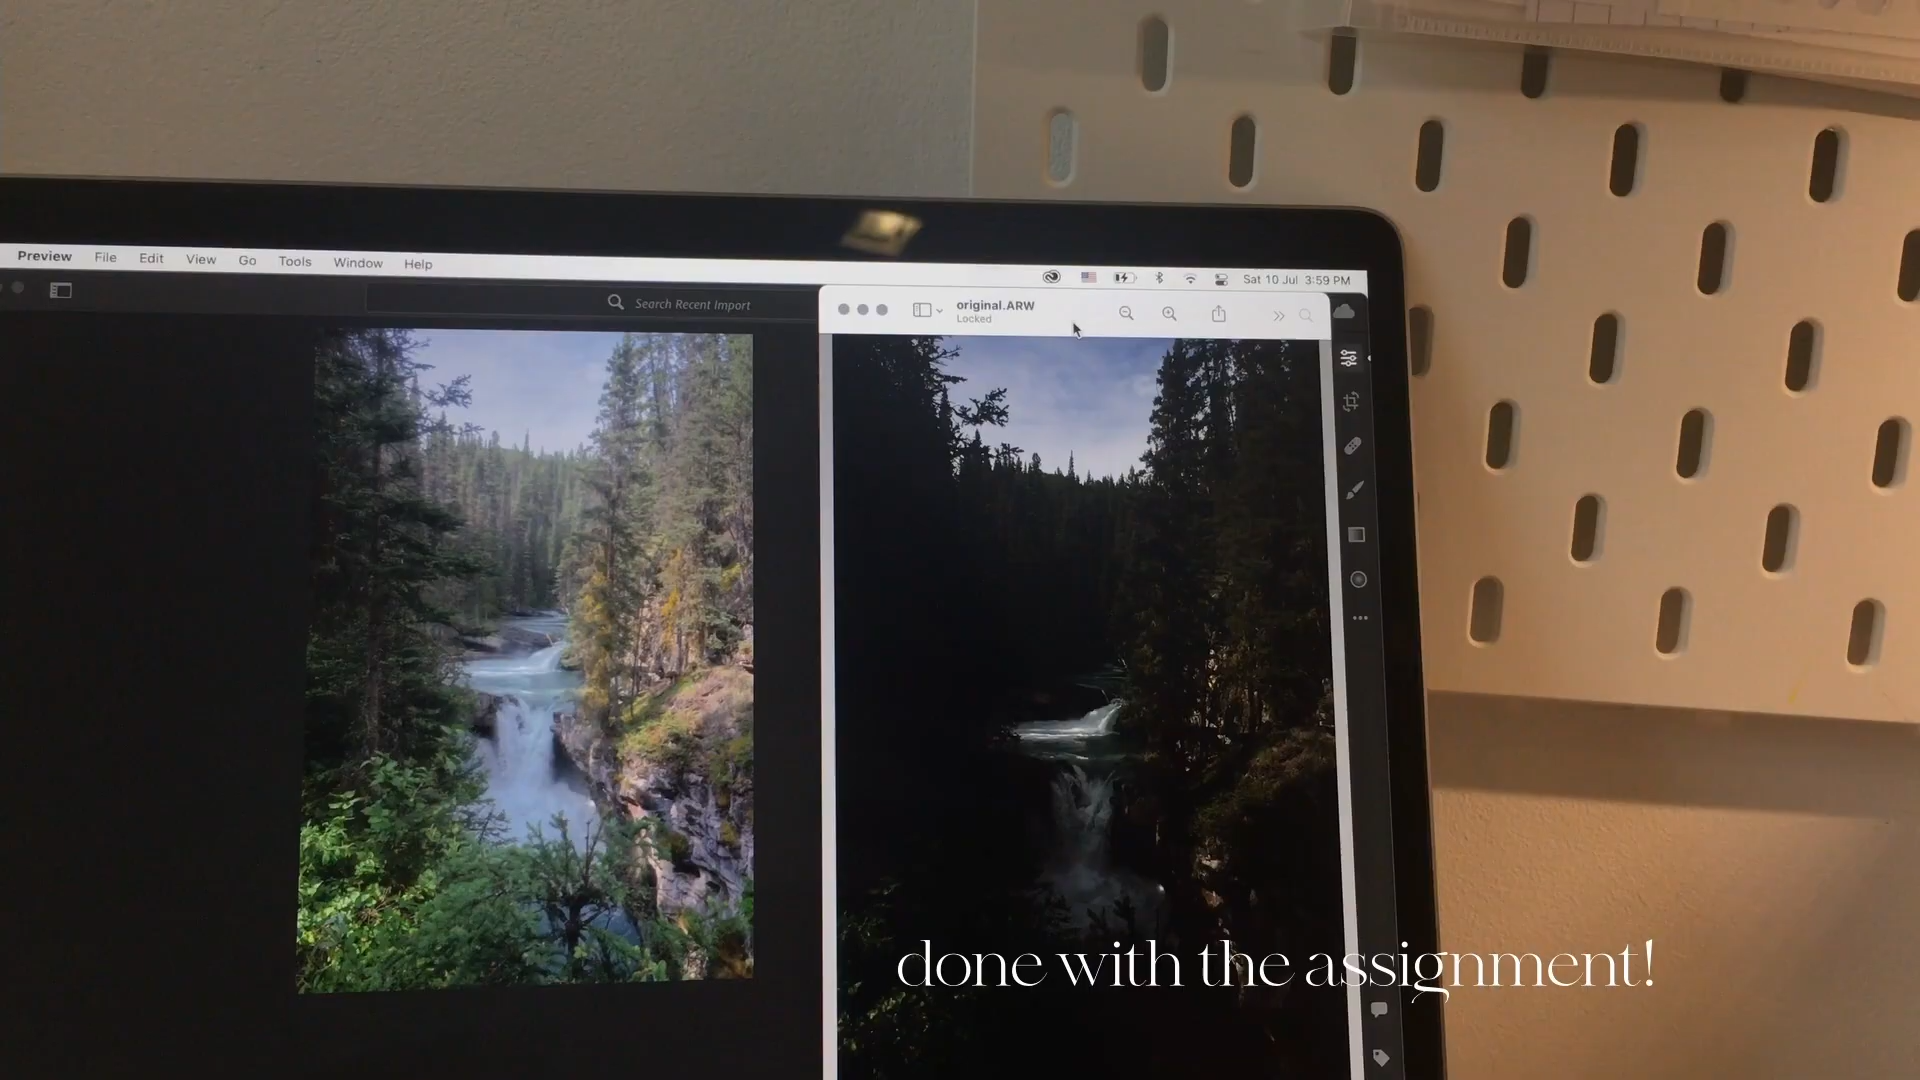 Preview File Edit View Go Tools Window Help
Sat 10 Jul 3:59 PM
Search Recent Import
original.ARW
Locked
done with the assignment!